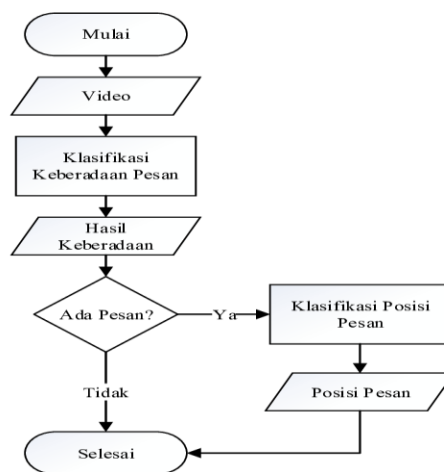 Mulai
Video
Klasifikasi
Keberadaan Pesan
Hasil
Keberadaan
Ada Pesan?
Ya
Klasifikasi Posisi
Pesan
Tidak
Posisi Pesan
Selesai